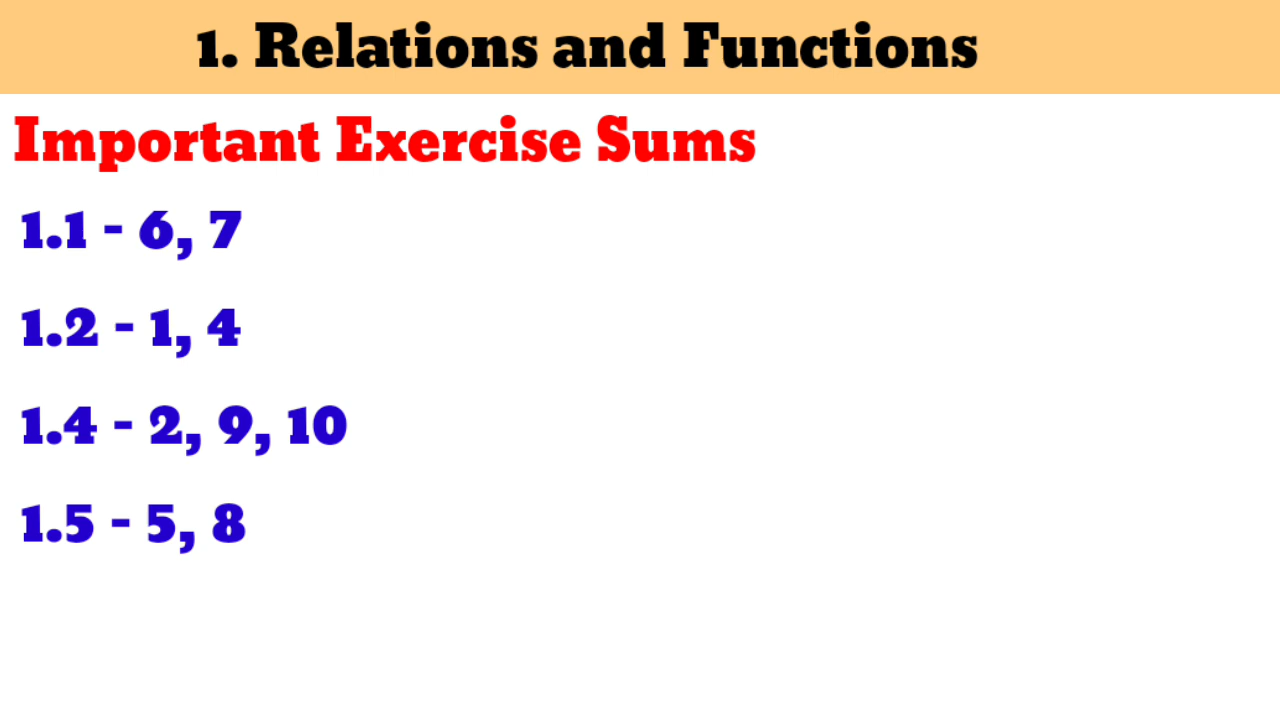 1. Relations and Functions
Important Exercise Sums
1.1 - 6, 7
1.2 - 1, 4
1.4 - 2, 9, 10
1.5 - 5, 8